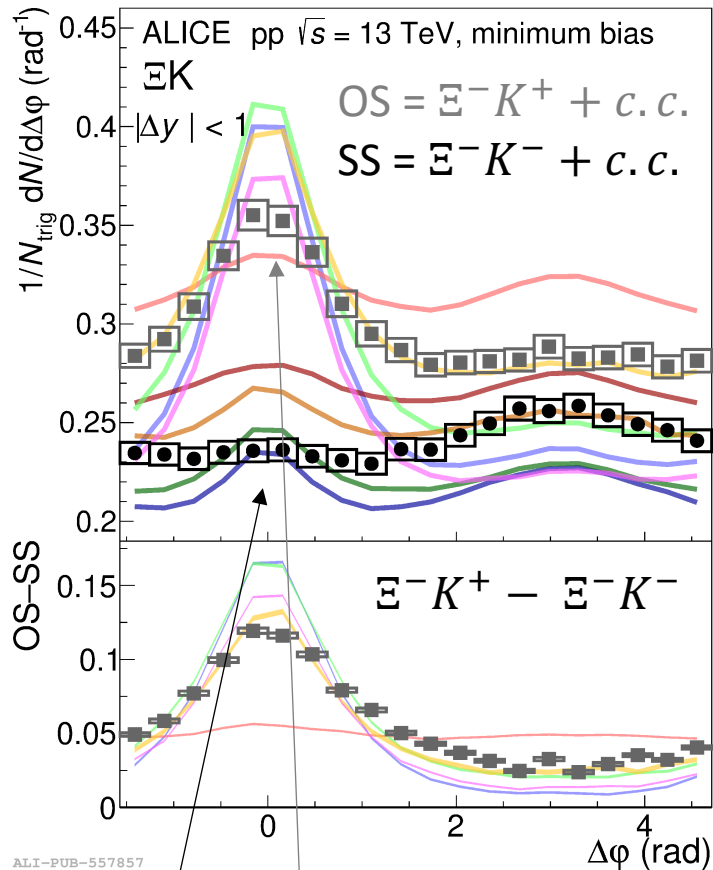 ALICE pp √s = 13 TeV, minimum bias
ΞK
OS = Ξ⁻K⁺ + c.c.
|Δy| < 1
SS = Ξ⁻K⁻ + c.c.
1/N_trig dN/dΔφ (rad⁻¹)
0.45
0.4
0.35
0.3
0.25
0.2
Ξ⁻K⁺ − Ξ⁻K⁻
OS–SS
0.15
0.1
0.05
0
0 2 4
Δφ (rad)
ALI-PUB-557857